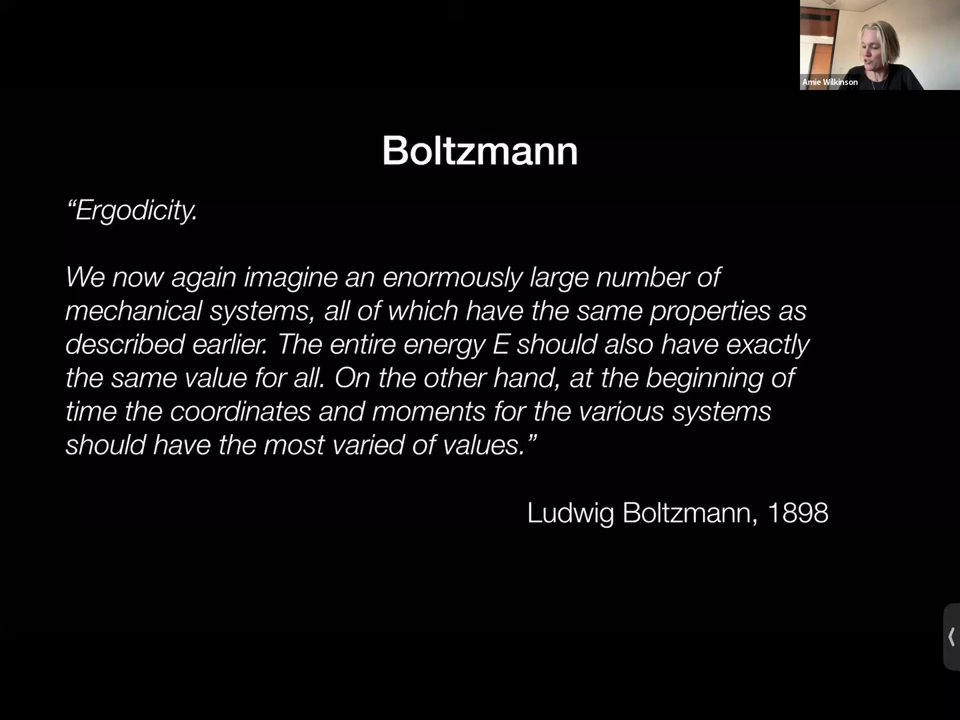 Amie Wilkinson
Boltzmann
“Ergodicity.
We now again imagine an enormously large number of
mechanical systems, all of which have the same properties as
described earlier. The entire energy E should also have exactly
the same value for all. On the other hand, at the beginning of
time the coordinates and moments for the various systems
should have the most varied of values.”
Ludwig Boltzmann, 1898